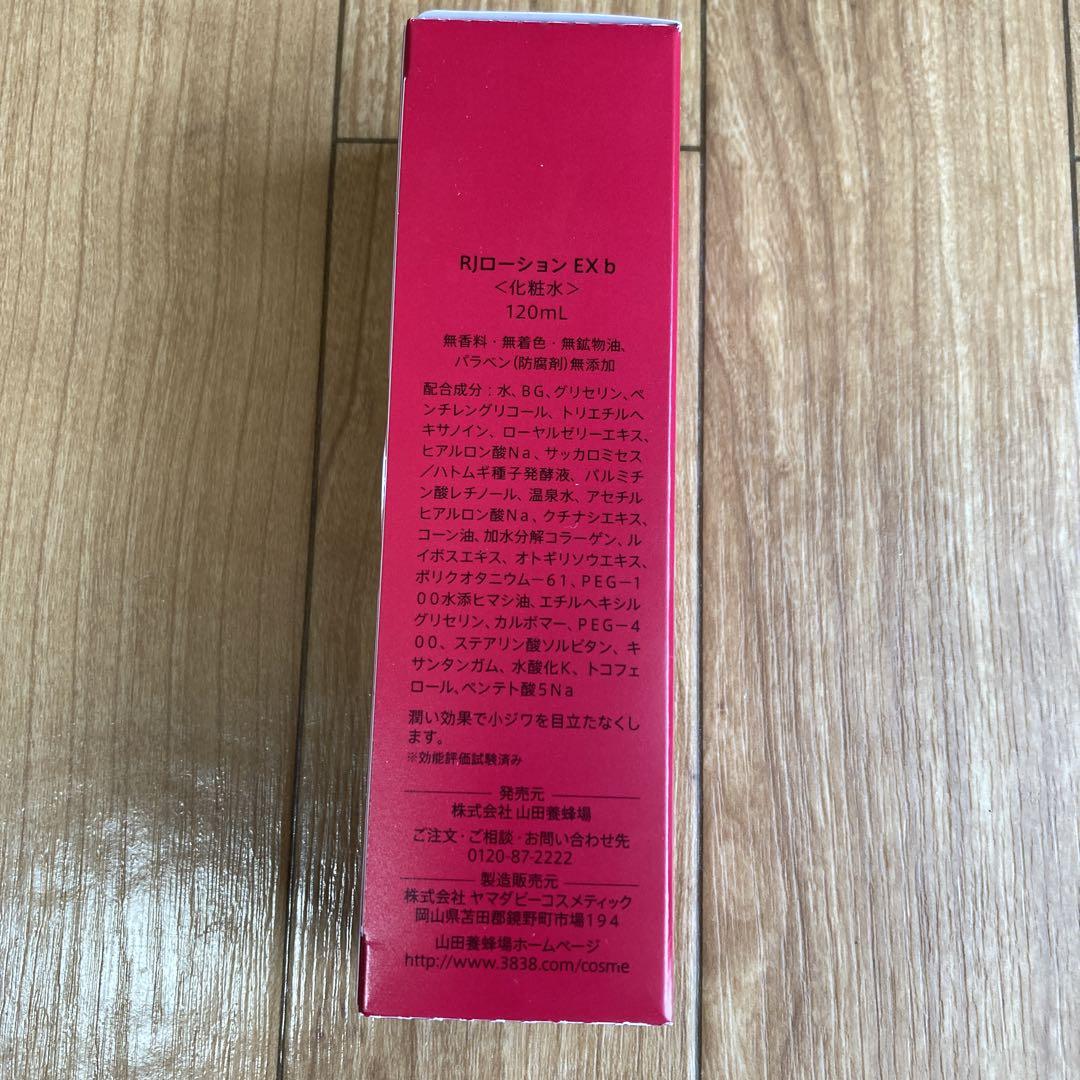 RJローション EX b
＜化粧水＞
120mL
無香料・無着色・無鉱物油、
パラベン(防腐剤)無添加
配合成分：水、BG、グリセリン、ペ
ンチレングリコール、トリエチルヘ
キサノイン、ローヤルゼリーエキス、
ヒアルロン酸Na、サッカロミセス
／ハトムギ種子発酵液、パルミチ
ン酸レチノール、温泉水、アセチル
ヒアルロン酸Na、クチナシエキス、
コーン油、加水分解コラーゲン、ル
イボスエキス、オトギリソウエキス、
ポリクオタニウム－61、PEG－1
00水添ヒマシ油、エチルヘキシル
グリセリン、カルボマー、PEG－4
00、ステアリン酸ソルビタン、キ
サンタンガム、水酸化K、トコフェ
ロール、ペンテト酸5Na
潤い効果で小ジワを目立たなくし
ます。
※効能評価試験済み
発売元
株式会社 山田養蜂場
ご注文・ご相談・お問い合わせ先
0120-87-2222
製造販売元
株式会社 ヤマダビーコスメティック
岡山県苫田郡鏡野町市場194
山田養蜂場ホームページ
http://www.3838.com/cosme